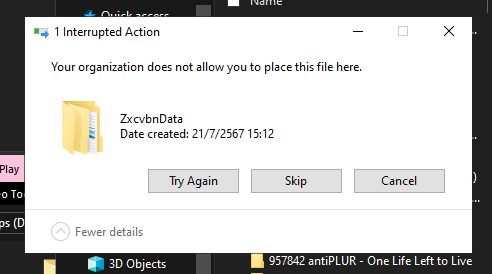 Quick access
Name
1 Interrupted Action
Your organization does not allow you to place this file here.
ZxcvbnData
Date created: 21/7/2567 15:12
Play
Try Again
Skip
Cancel
Fewer details
3D Objects
957842 antiPLUR - One Life Left to Live